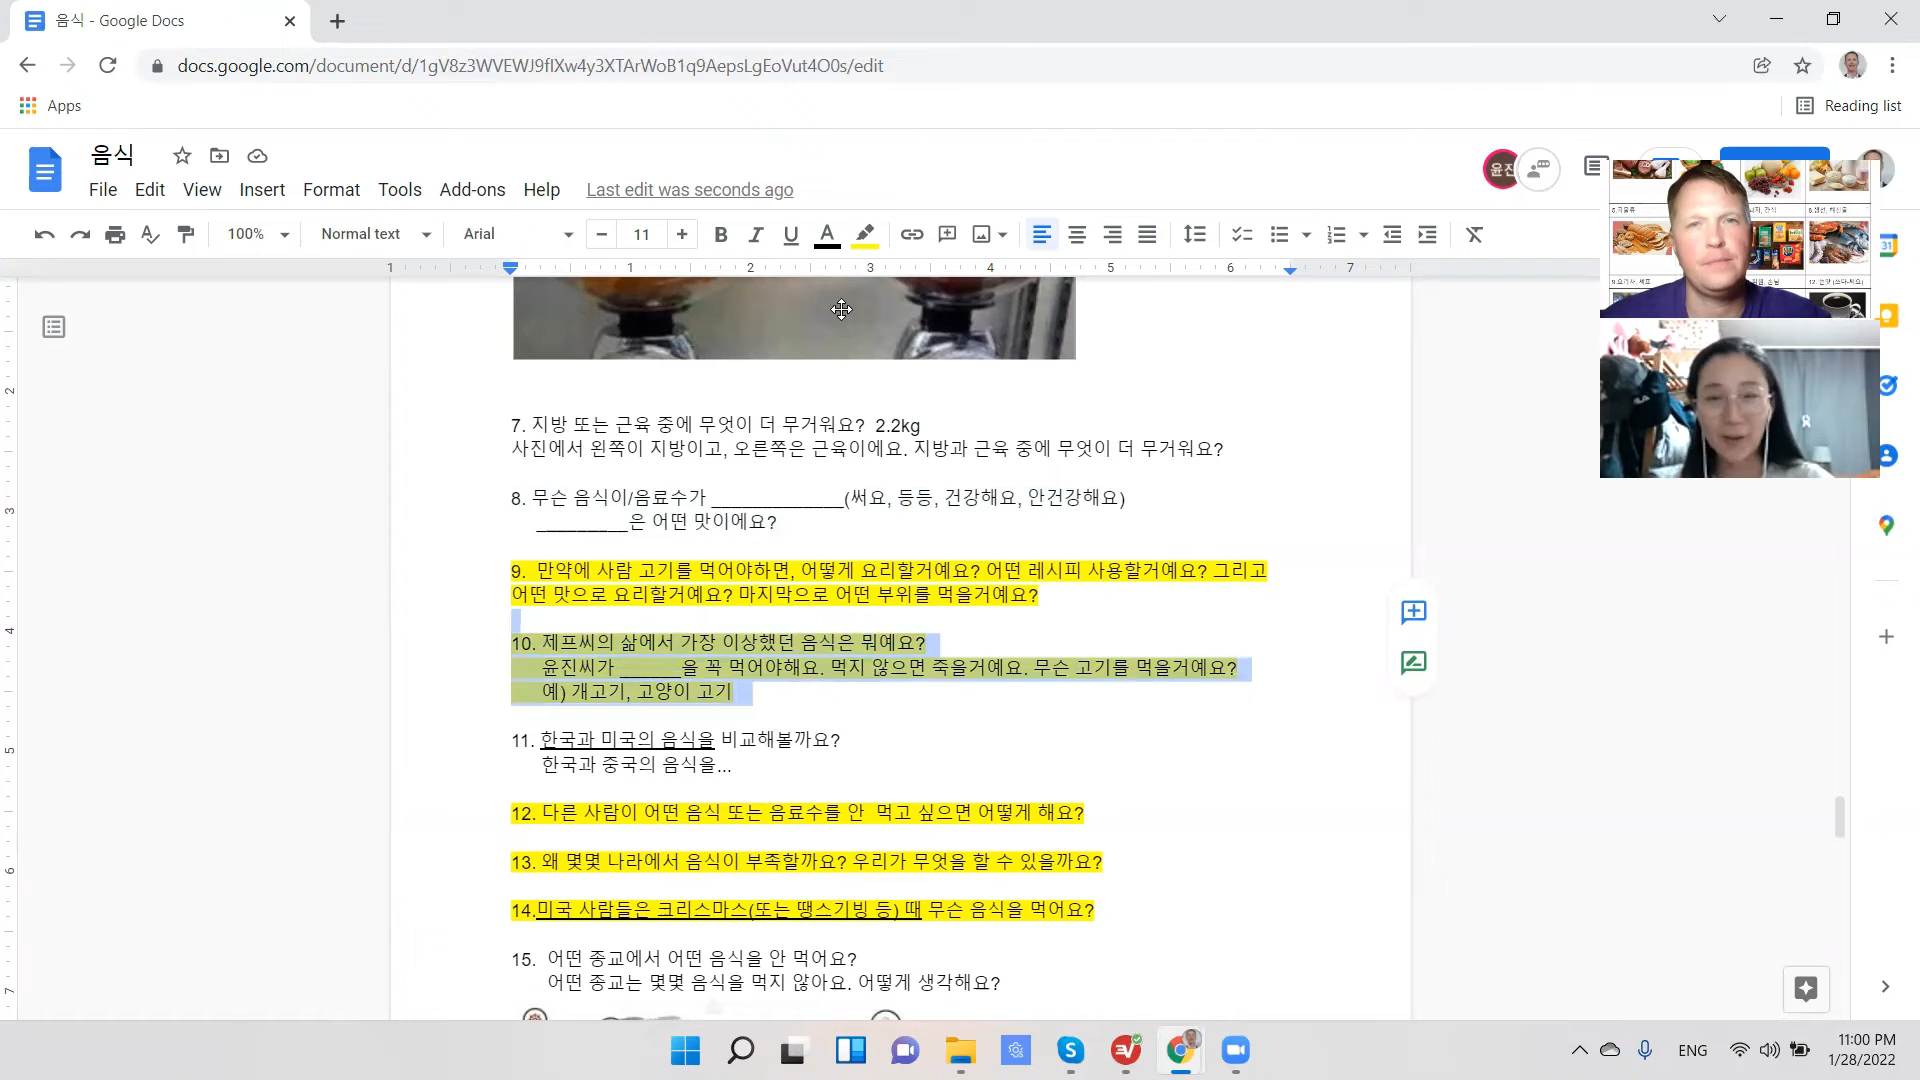 음식 - Google Docs
docs.google.com/document/d/1gV8z3WVEWJ9fIXw4y3XTArWoB1q9AepsLgEoVut4O0s/edit
Apps
Reading list
음식
File Edit View Insert Format Tools Add-ons Help Last edit was seconds ago
윤진
100% Normal text Arial 11
1 1 2 3 4 5 6 7
7. 지방 또는 근육 중에 무엇이 더 무거워요? 2.2kg
사진에서 왼쪽이 지방이고, 오른쪽은 근육이에요. 지방과 근육 중에 무엇이 더 무거워요?
8. 무슨 음식이/음료수가 _____________(써요, 등등, 건강해요, 안건강해요)
_________은 어떤 맛이에요?
9. 만약에 사람 고기를 먹어야하면, 어떻게 요리할거예요? 어떤 레시피 사용할거예요? 그리고
어떤 맛으로 요리할거예요? 마지막으로 어떤 부위를 먹을거예요?
10. 제프씨의 삶에서 가장 이상했던 음식은 뭐예요?
윤진씨가 ______을 꼭 먹어야해요. 먹지 않으면 죽을거예요. 무슨 고기를 먹을거예요?
예) 개고기, 고양이 고기
11. 한국과 미국의 음식을 비교해볼까요?
한국과 중국의 음식을...
12. 다른 사람이 어떤 음식 또는 음료수를 안 먹고 싶으면 어떻게 해요?
13. 왜 몇몇 나라에서 음식이 부족할까요? 우리가 무엇을 할 수 있을까요?
14.미국 사람들은 크리스마스(또는 땡스기빙 등) 때 무슨 음식을 먹어요?
15. 어떤 종교에서 어떤 음식을 안 먹어요?
어떤 종교는 몇몇 음식을 먹지 않아요. 어떻게 생각해요?
2
3
4
5
6
7
ENG
11:00 PM
1/28/2022